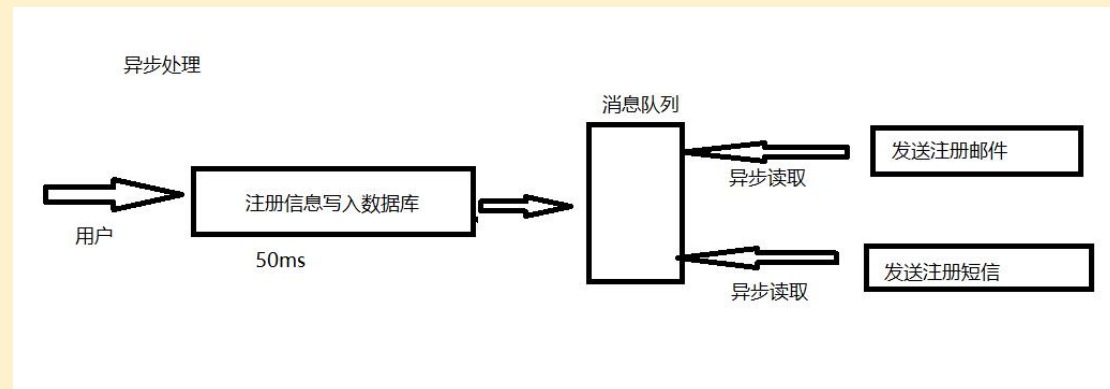 异步处理
消息队列
发送注册邮件
异步读取
注册信息写入数据库
用户
50ms
发送注册短信
异步读取